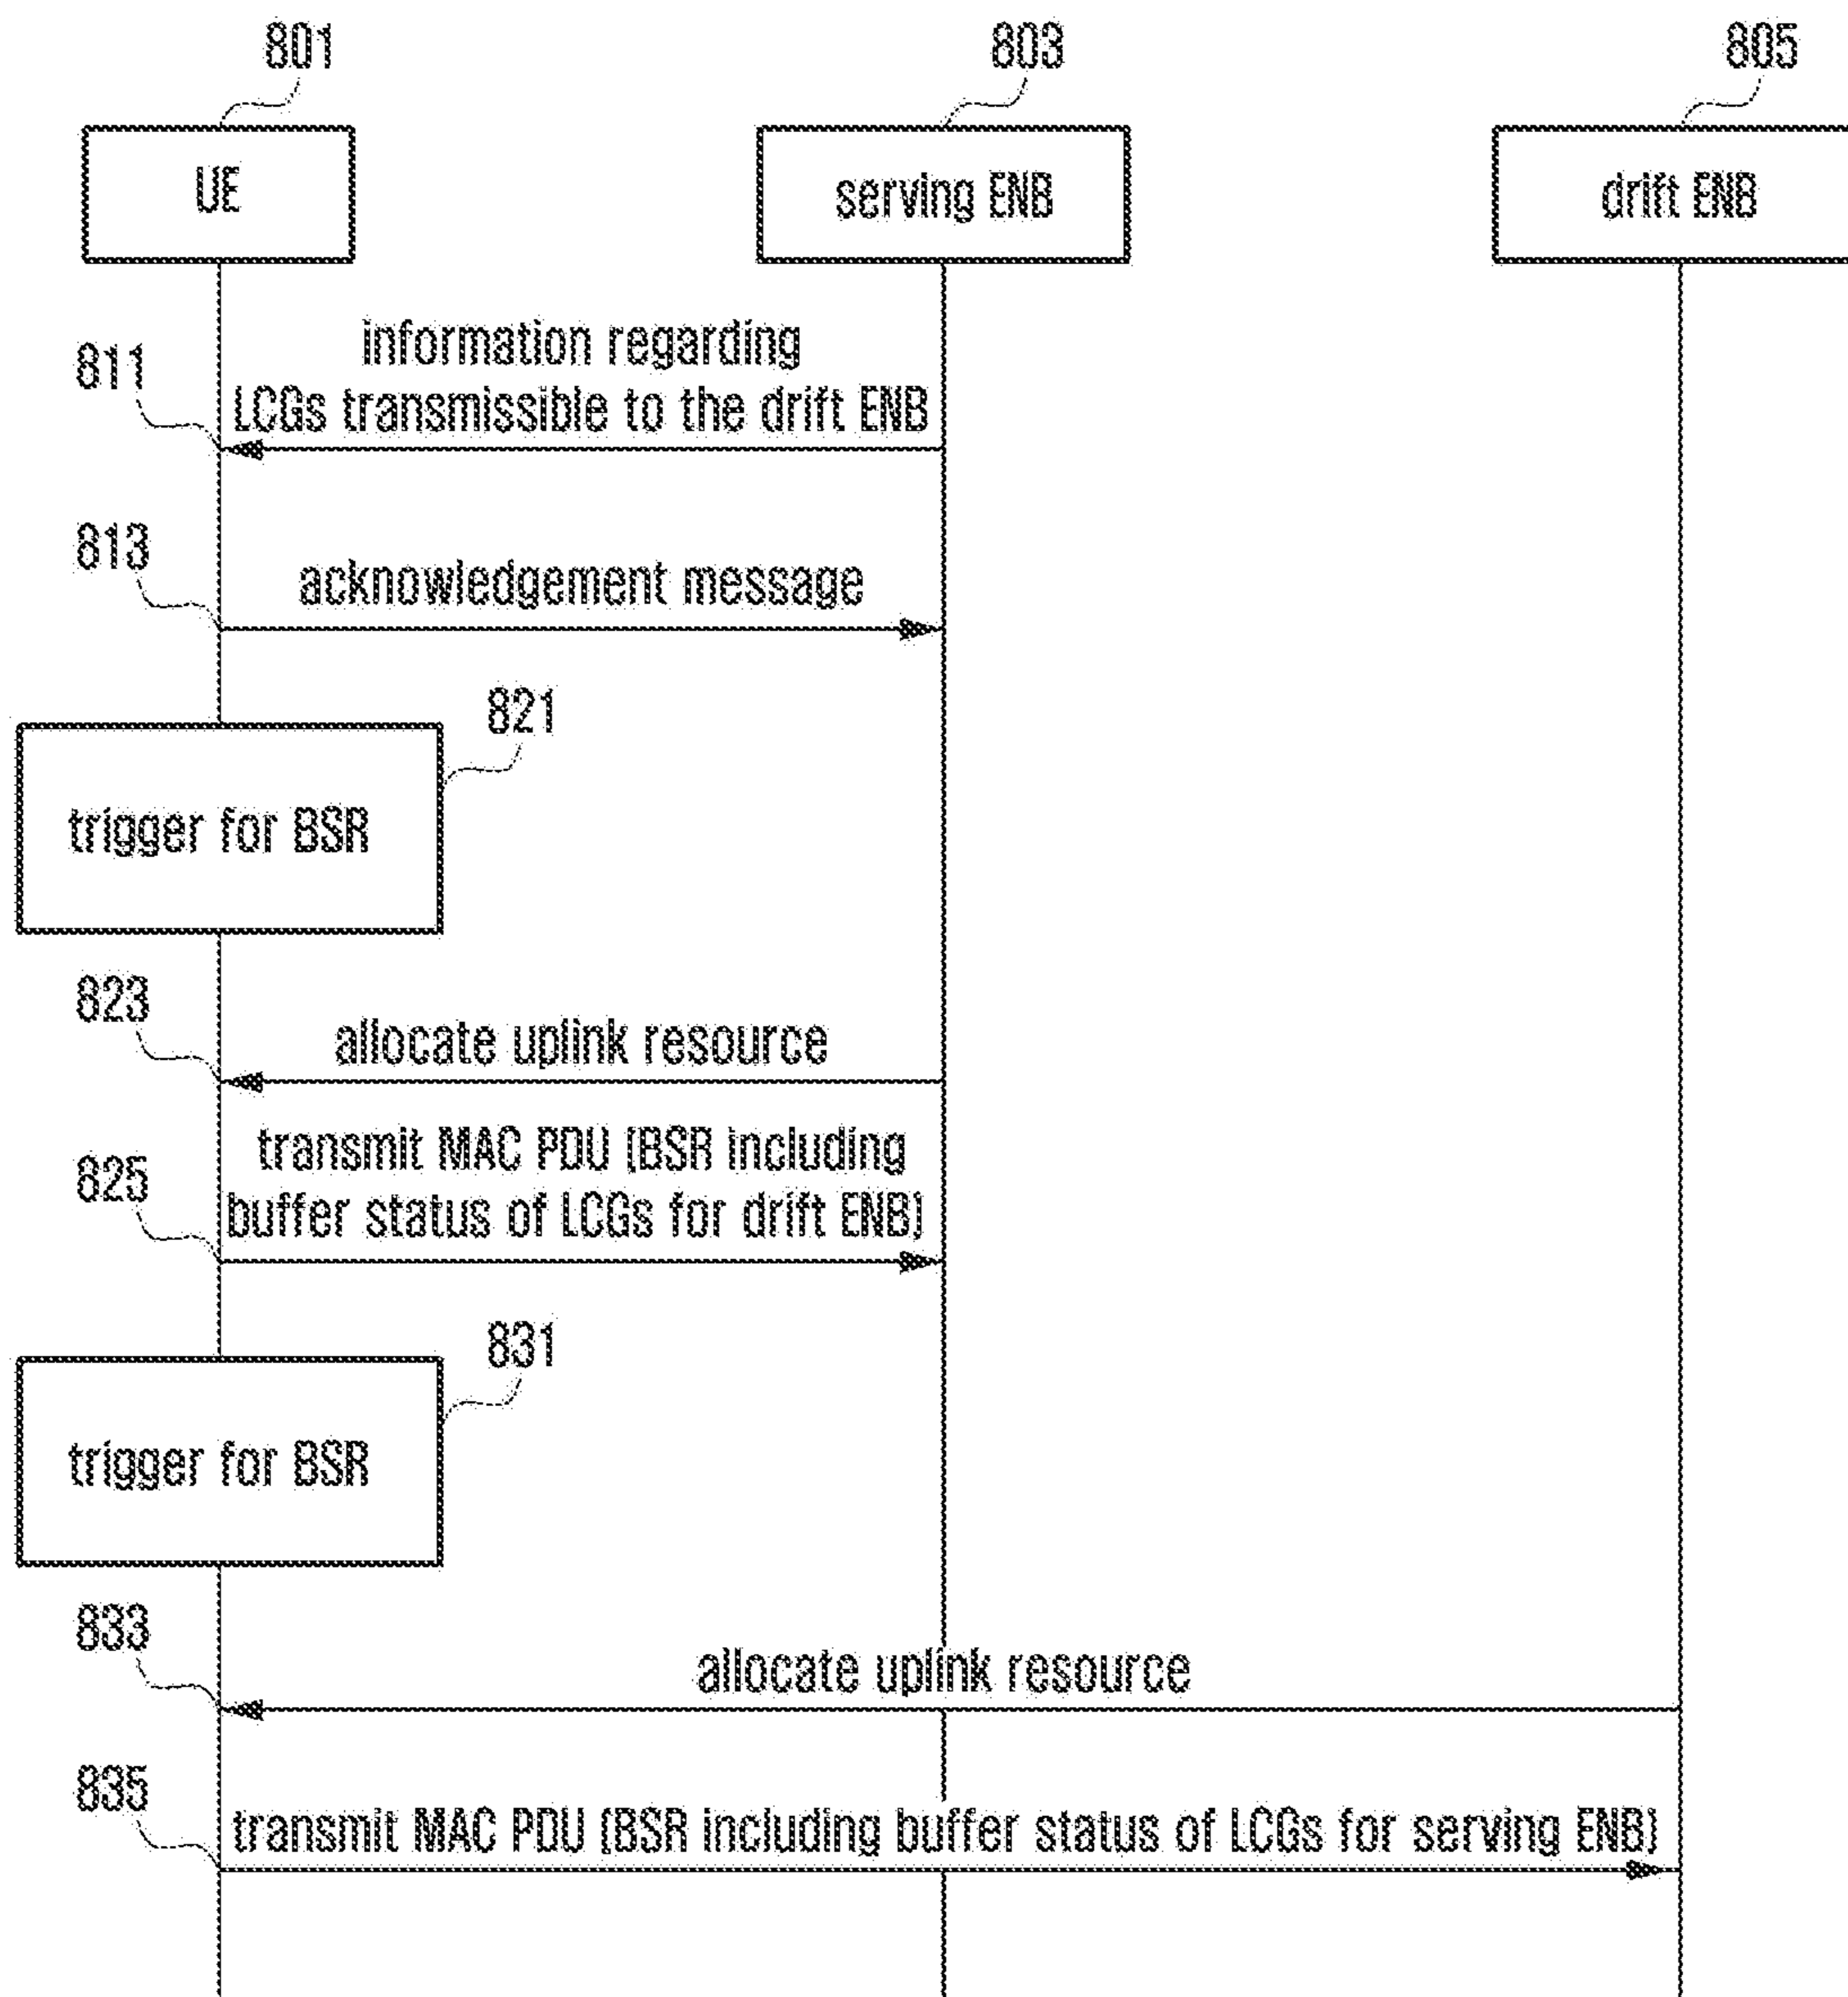 801
803
805
UE
serving ENB
drift ENB
811
information regarding
LCGs transmissible to the drift ENB
813
acknowledgement message
821
trigger for BSR
823
allocate uplink resource
825
transmit MAC PDU (BSR including
buffer status of LCGs for drift ENB)
831
trigger for BSR
833
allocate uplink resource
835
transmit MAC PDU (BSR including buffer status of LCGs for serving ENB)